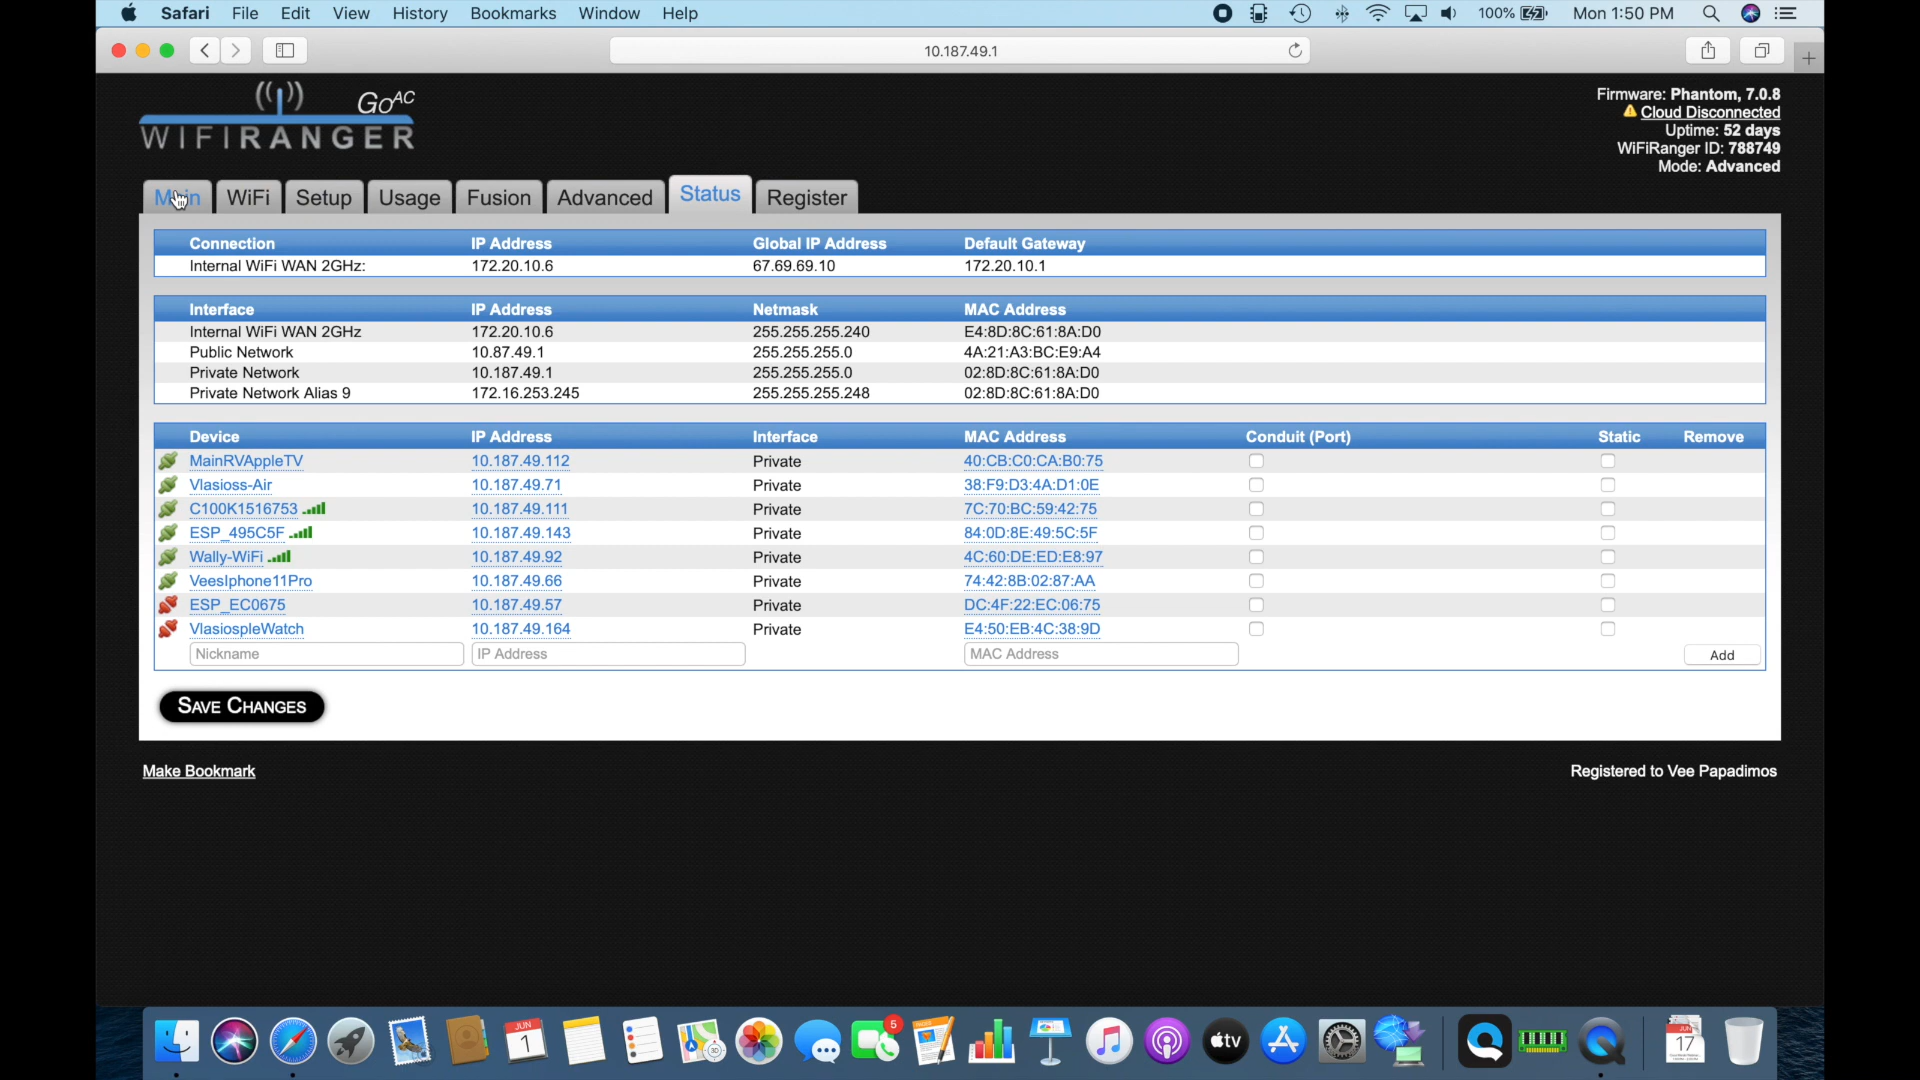 Safari File Edit View History Bookmarks Window Help 100% Mon 1:50 PM
10.187.49.1
GoAC
WIFIRANGER
Firmware: Phantom, 7.0.8
Cloud Disconnected
Uptime: 52 days
WiFiRanger ID: 788749
Mode: Advanced
Main WiFi Setup Usage Fusion Advanced Status Register
Connection IP Address Global IP Address Default Gateway
Internal WiFi WAN 2GHz: 172.20.10.6 67.69.69.10 172.20.10.1
Interface IP Address Netmask MAC Address
Internal WiFi WAN 2GHz 172.20.10.6 255.255.255.240 E4:8D:8C:61:8A:D0
Public Network 10.87.49.1 255.255.255.0 4A:21:A3:BC:E9:A4
Private Network 10.187.49.1 255.255.255.0 02:8D:8C:61:8A:D0
Private Network Alias 9 172.16.253.245 255.255.255.248 02:8D:8C:61:8A:D0
Device IP Address Interface MAC Address Conduit (Port) Static Remove
MainRVAppleTV 10.187.49.112 Private 40:CB:C0:CA:B0:75
Vlasioss-Air 10.187.49.71 Private 38:F9:D3:4A:D1:0E
C100K1516753 10.187.49.111 Private 7C:70:BC:59:42:75
ESP_495C5F 10.187.49.143 Private 84:0D:8E:49:5C:5F
Wally-WiFi 10.187.49.92 Private 4C:60:DE:ED:E8:97
VeesIphone11Pro 10.187.49.66 Private 74:42:8B:02:87:AA
ESP_EC0675 10.187.49.57 Private DC:4F:22:EC:06:75
VlasiospleWatch 10.187.49.164 Private E4:50:EB:4C:38:9D
Nickname IP Address MAC Address Add
SAVE CHANGES
Make Bookmark Registered to Vee Papadimos
JUN
1
3D
5
tv
JUN
17